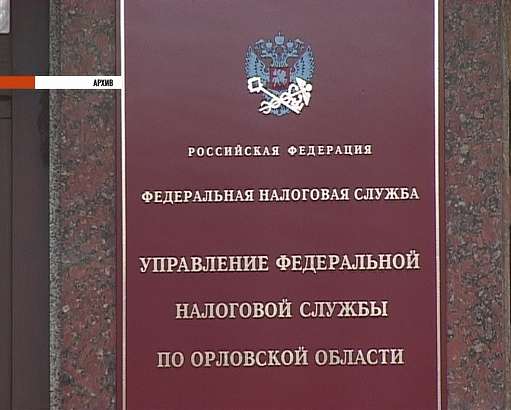 АРХИВ
РОССИЙСКАЯ ФЕДЕРАЦИЯ
ФЕДЕРАЛЬНАЯ НАЛОГОВАЯ СЛУЖБА
УПРАВЛЕНИЕ ФЕДЕРАЛЬНОЙ
НАЛОГОВОЙ СЛУЖБЫ
ПО ОРЛОВСКОЙ ОБЛАСТИ